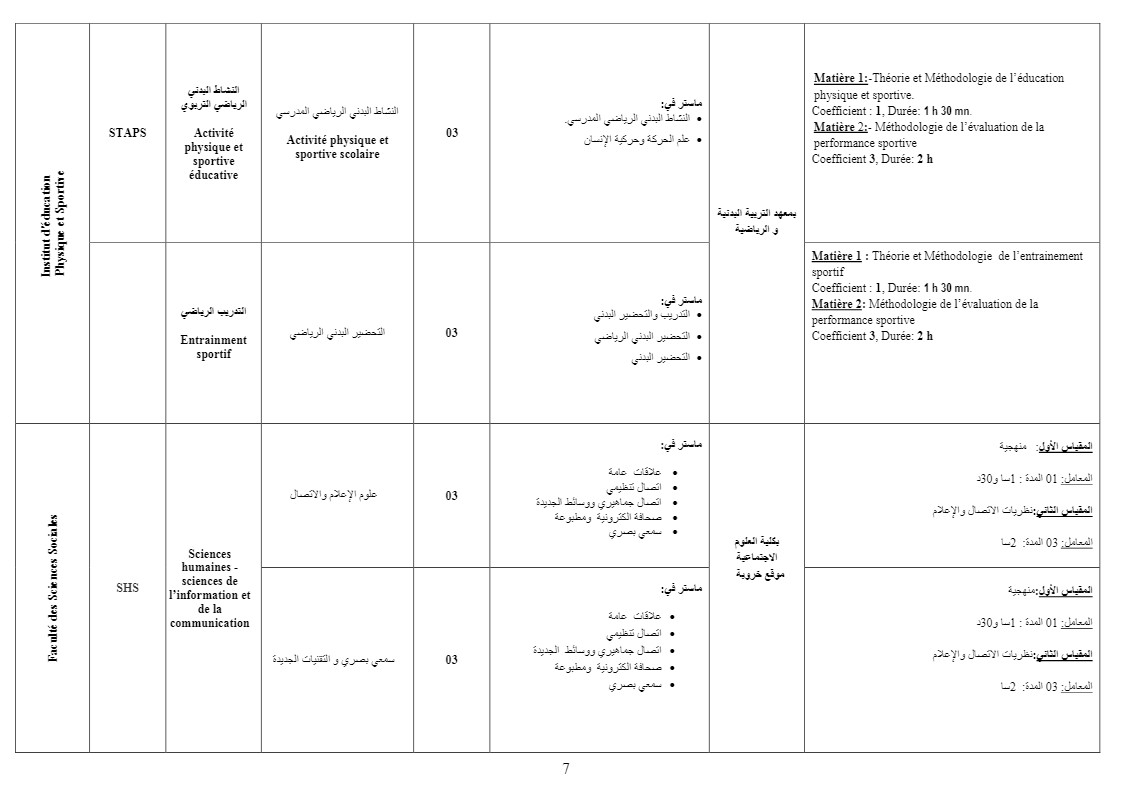 Institut d'éducation
Physique et Sportive
STAPS
النشاط البدني
الرياضي التربوي
Activité
physique et
sportive
éducative
النشاط البدني الرياضي المدرسي
Activité physique et
sportive scolaire
03
ماستر في:
• النشاط البدني الرياضي المدرسي.
• علم الحركة وحركية الإنسان
بمعهد التربية البدنية
و الرياضية
Matière 1:-Théorie et Méthodologie de l’éducation
physique et sportive.
Coefficient : 1, Durée: 1 h 30 mn.
Matière 2:- Méthodologie de l’évaluation de la
performance sportive
Coefficient 3, Durée: 2 h
التدريب الرياضي
Entrainment
sportif
التحضير البدني الرياضي
03
ماستر في:
• التدريب والتحضير البدني
• التحضير البدني الرياضي
• التحضير البدني
Matière 1 : Théorie et Méthodologie de l’entrainement
sportif
Coefficient : 1, Durée: 1 h 30 mn.
Matière 2: Méthodologie de l’évaluation de la
performance sportive
Coefficient 3, Durée: 2 h
Faculté des Sciences Sociales
SHS
Sciences
humaines -
sciences de
l’information et
de la
communication
علوم الإعلام والاتصال
03
ماستر في:
• علاقات عامة
• اتصال تنظيمي
• اتصال جماهيري ووسائط الجديدة
• صحافة الكترونية ومطبوعة
• سمعي بصري
بكلية العلوم
الاجتماعية
موقع خروبة
المقياس الأول: منهجية
المعامل: 01 المدة : 1سا و30د
المقياس الثاني:نظريات الاتصال والإعلام
المعامل: 03 المدة: 2سا
سمعي بصري و التقنيات الجديدة
03
ماستر في:
• علاقات عامة
• اتصال تنظيمي
• اتصال جماهيري ووسائط الجديدة
• صحافة الكترونية ومطبوعة
• سمعي بصري
المقياس الأول:منهجية
المعامل: 01 المدة : 1سا و30د
المقياس الثاني:نظريات الاتصال والإعلام
المعامل: 03 المدة: 2سا
7